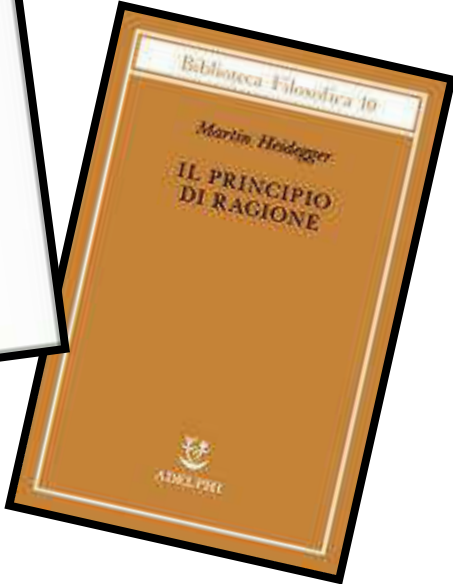 Biblioteca Filosofica 10
Martin Heidegger
IL PRINCIPIO
DI RAGIONE
ADELPHI